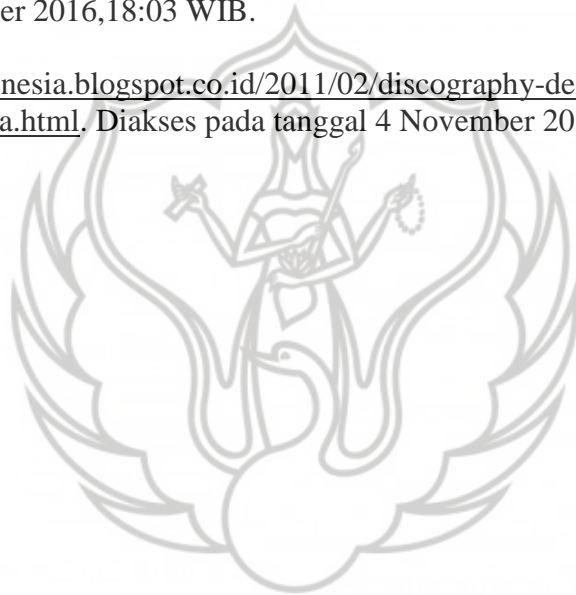 er 2016,18:03 WIB.
nesia.blogspot.co.id/2011/02/discography-de
a.html. Diakses pada tanggal 4 November 20